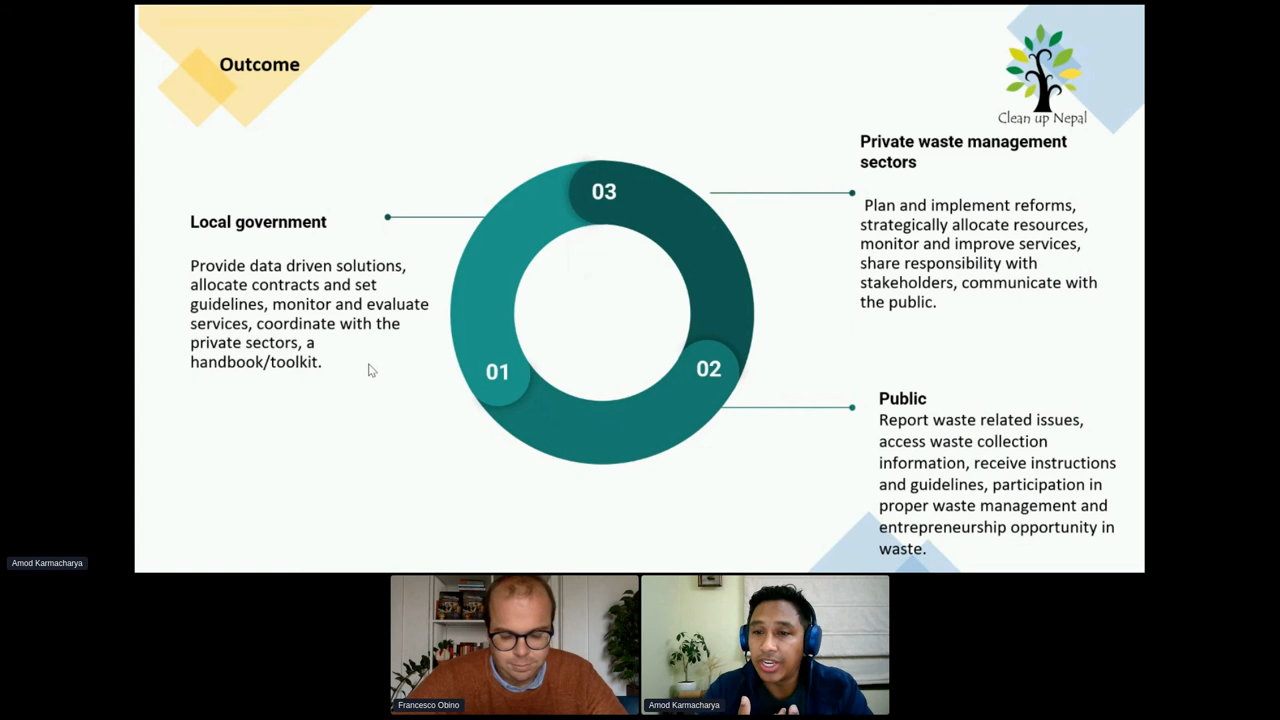 Outcome
Clean up Nepal
Private waste management
sectors
Plan and implement reforms,
strategically allocate resources,
monitor and improve services,
share responsibility with
stakeholders, communicate with
the public.
03
Local government
Provide data driven solutions,
allocate contracts and set
guidelines, monitor and evaluate
services, coordinate with the
private sectors, a
handbook/toolkit.
01
02
Public
Report waste related issues,
access waste collection
information, receive instructions
and guidelines, participation in
proper waste management and
entrepreneurship opportunity in
waste.
Amod Karmacharya
Francesco Obino
Amod Karmacharya